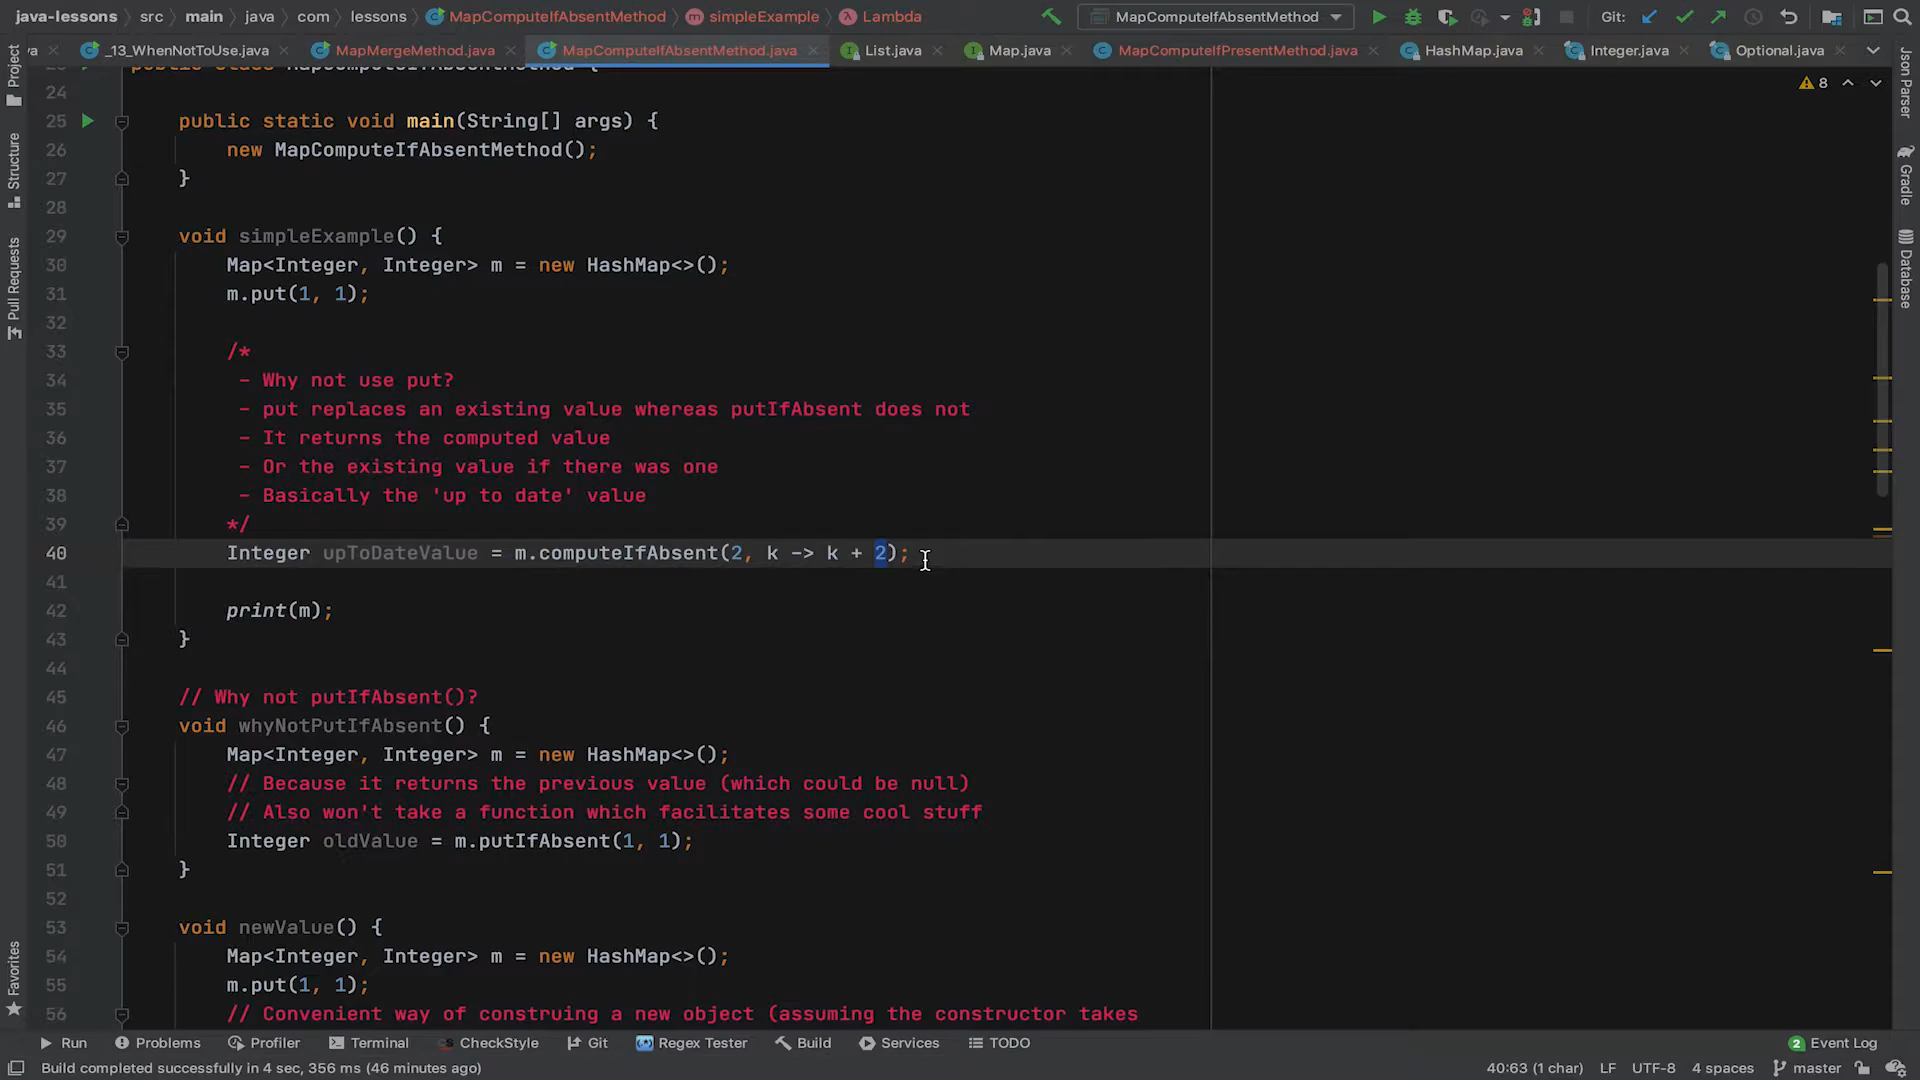 java-lessons src main java com lessons MapComputeIfAbsentMethod simpleExample Lambda MapComputeIfAbsentMethod Git:
_13_WhenNotToUse.java MapMergeMethod.java MapComputeIfAbsentMethod.java List.java Map.java MapComputeIfPresentMethod.java HashMap.java Integer.java Optional.java
8
24
25 public static void main(String[] args) {
26 new MapComputeIfAbsentMethod();
27 }
28
29 void simpleExample() {
30 Map<Integer, Integer> m = new HashMap<>();
31 m.put(1, 1);
32
33 /*
34 - Why not use put?
35 - put replaces an existing value whereas putIfAbsent does not
36 - It returns the computed value
37 - Or the existing value if there was one
38 - Basically the 'up to date' value
39 */
40 Integer upToDateValue = m.computeIfAbsent(2, k -> k + 2);
41
42 print(m);
43 }
44
45 // Why not putIfAbsent()?
46 void whyNotPutIfAbsent() {
47 Map<Integer, Integer> m = new HashMap<>();
48 // Because it returns the previous value (which could be null)
49 // Also won't take a function which facilitates some cool stuff
50 Integer oldValue = m.putIfAbsent(1, 1);
51 }
52
53 void newValue() {
54 Map<Integer, Integer> m = new HashMap<>();
55 m.put(1, 1);
56 // Convenient way of construing a new object (assuming the constructor takes
Project
Structure
Pull Requests
Favorites
Json Parser
Gradle
Database
Run Problems Profiler Terminal CheckStyle Git Regex Tester Build Services TODO 2 Event Log
Build completed successfully in 4 sec, 356 ms (46 minutes ago) 40:63 (1 char) LF UTF-8 4 spaces master